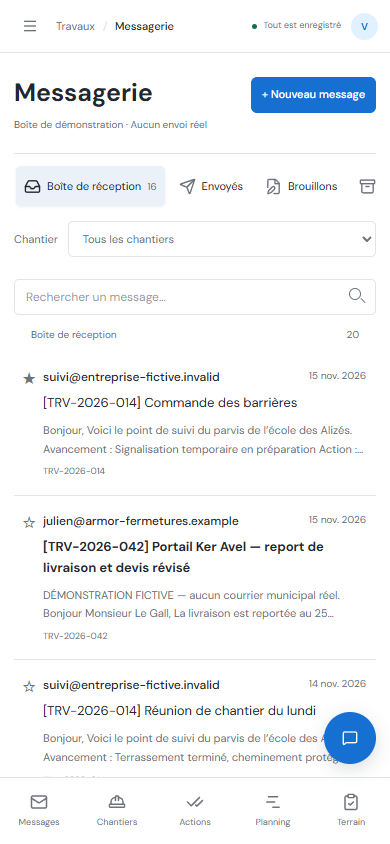 Travaux / Messagerie
Tout est enregistré
V
Messagerie
+ Nouveau message
Boîte de démonstration · Aucun envoi réel
Boîte de réception 16
Envoyés
Brouillons
Chantier
Tous les chantiers
Rechercher un message...
Boîte de réception 20
suivi@entreprise-fictive.invalid 15 nov. 2026
[TRV-2026-014] Commande des barrières
Bonjour, Voici le point de suivi du parvis de l'école des Alizés.
Avancement : Signalisation temporaire en préparation Action :...
TRV-2026-014
julien@armor-fermetures.example 15 nov. 2026
[TRV-2026-042] Portail Ker Avel — report de
livraison et devis révisé
DÉMONSTRATION FICTIVE — aucun courrier municipal réel.
Bonjour Monsieur Le Gall, La livraison est reportée au 25...
TRV-2026-042
suivi@entreprise-fictive.invalid 14 nov. 2026
[TRV-2026-014] Réunion de chantier du lundi
Bonjour, Voici le point de suivi du parvis de l'école des
Avancement : Terrassement terminé, cheminement
Messages
Chantiers
Actions
Planning
Terrain